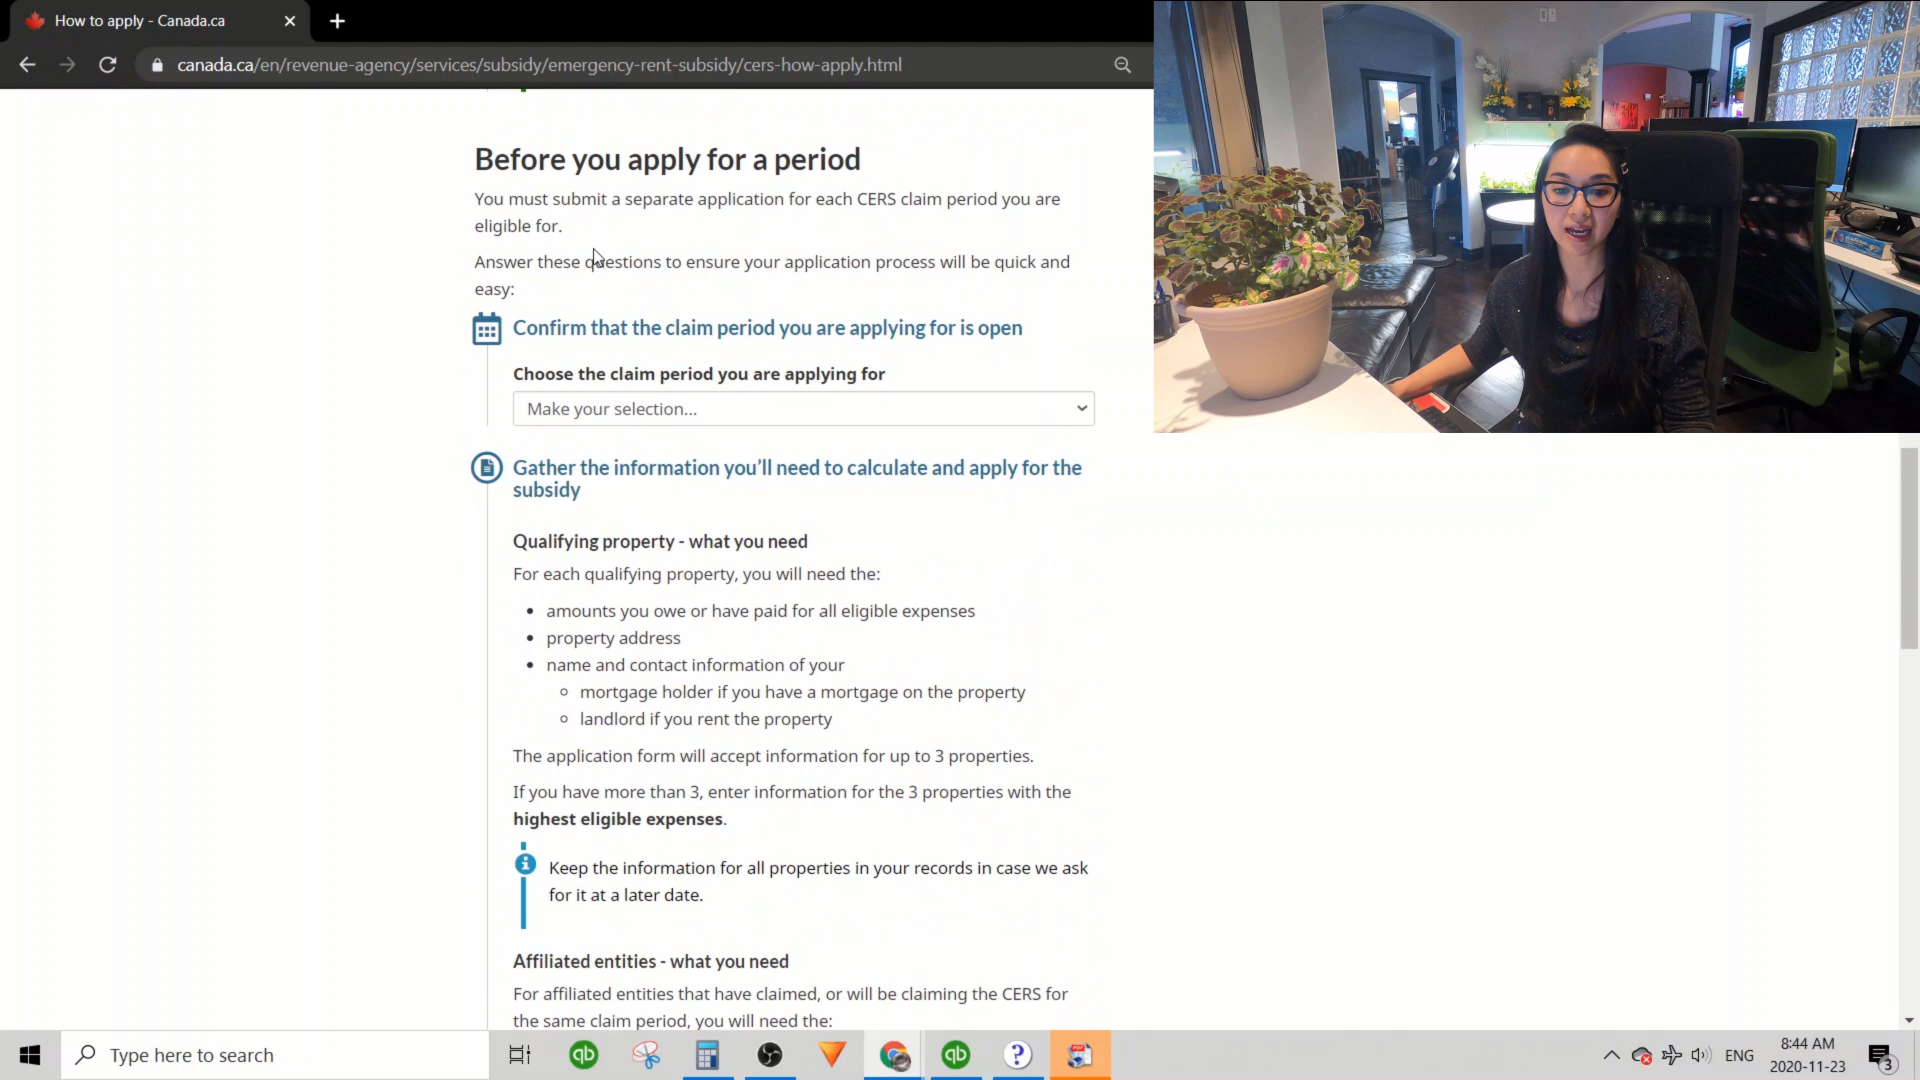 How to apply - Canada.ca
canada.ca/en/revenue-agency/services/subsidy/emergency-rent-subsidy/cers-how-apply.html
Before you apply for a period
You must submit a separate application for each CERS claim period you are
eligible for.
Answer these questions to ensure your application process will be quick and
easy:
Confirm that the claim period you are applying for is open
Choose the claim period you are applying for
Make your selection...
Gather the information you’ll need to calculate and apply for the
subsidy
Qualifying property - what you need
For each qualifying property, you will need the:
• amounts you owe or have paid for all eligible expenses
• property address
• name and contact information of your
◦ mortgage holder if you have a mortgage on the property
◦ landlord if you rent the property
The application form will accept information for up to 3 properties.
If you have more than 3, enter information for the 3 properties with the
highest eligible expenses.
Keep the information for all properties in your records in case we ask
for it at a later date.
Affiliated entities - what you need
For affiliated entities that have claimed, or will be claiming the CERS for
the same claim period, you will need the:
Type here to search
qb
qb
?
ENG
8:44 AM
2020-11-23
3